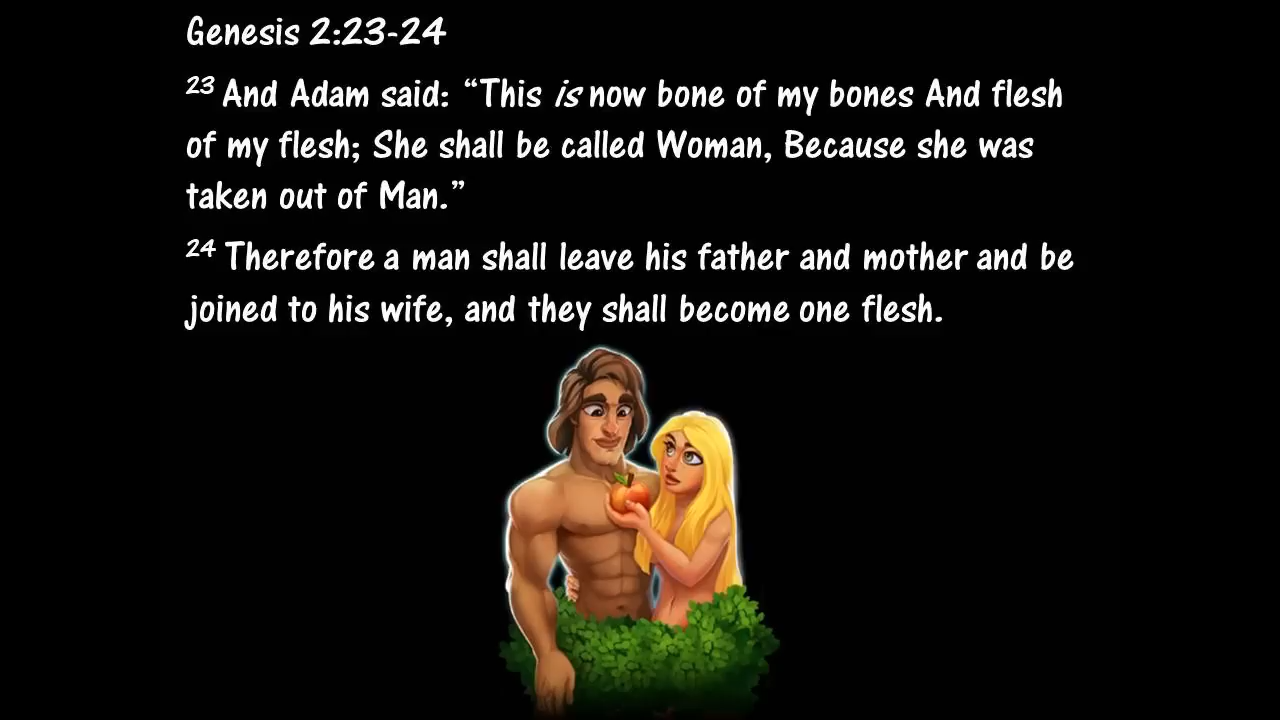 Genesis 2:23-24
23 And Adam said: “This is now bone of my bones And flesh
of my flesh; She shall be called Woman, Because she was
taken out of Man.”
24 Therefore a man shall leave his father and mother and be
joined to his wife, and they shall become one flesh.